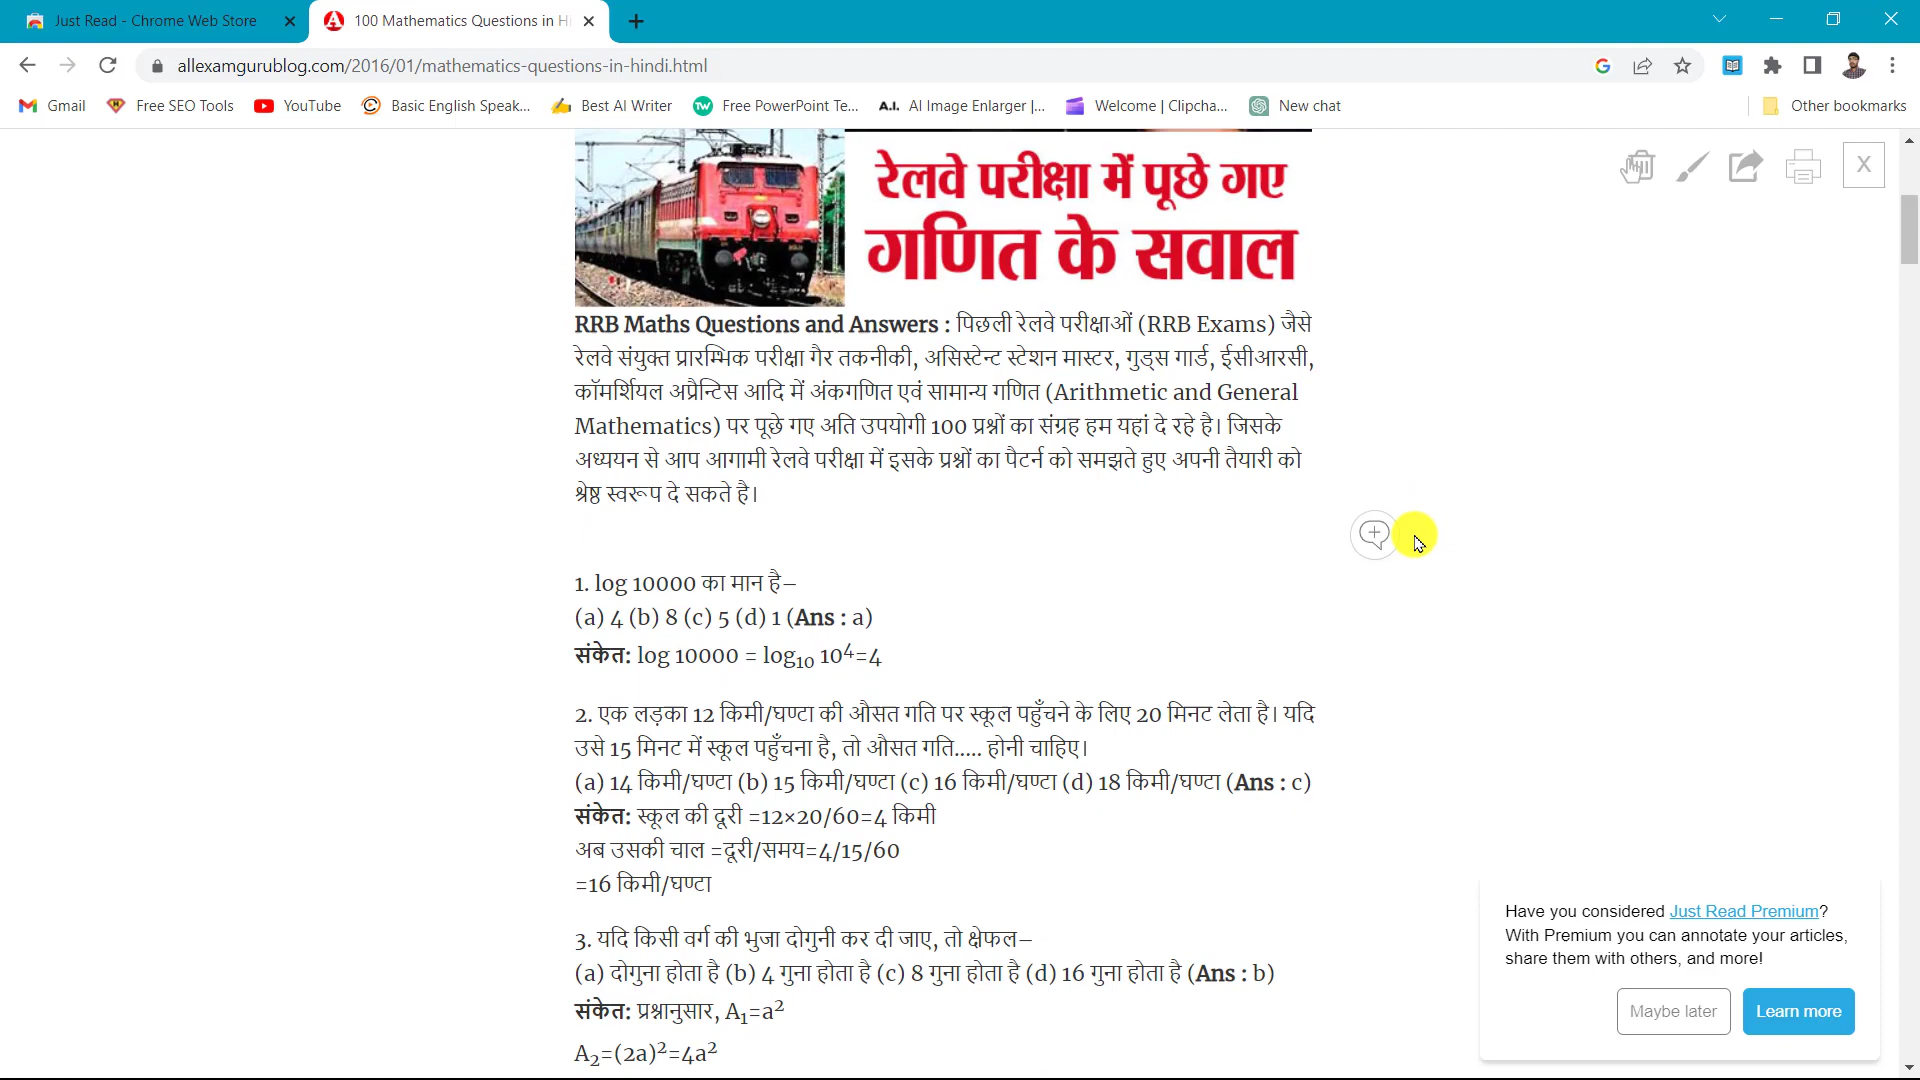 Just Read - Chrome Web Store
100 Mathematics Questions in H
allexamgurublog.com/2016/01/mathematics-questions-in-hindi.html
Gmail
Free SEO Tools
YouTube
Basic English Speak...
Best AI Writer
Free PowerPoint Te...
A.I. AI Image Enlarger |...
Welcome | Clipcha...
New chat
Other bookmarks
रेलवे परीक्षा में पूछे गए
गणित के सवाल
X
RRB Maths Questions and Answers : पिछली रेलवे परीक्षाओं (RRB Exams) जैसे
रेलवे संयुक्त प्रारम्भिक परीक्षा गैर तकनीकी, असिस्टेन्ट स्टेशन मास्टर, गुड्स गार्ड, ईसीआरसी,
कॉमर्शियल अप्रैन्टिस आदि में अंकगणित एवं सामान्य गणित (Arithmetic and General
Mathematics) पर पूछे गए अति उपयोगी 100 प्रश्नों का संग्रह हम यहां दे रहे है। जिसके
अध्ययन से आप आगामी रेलवे परीक्षा में इसके प्रश्नों का पैटर्न को समझते हुए अपनी तैयारी को
श्रेष्ठ स्वरूप दे सकते है।
1. log 10000 का मान है–
(a) 4 (b) 8 (c) 5 (d) 1 (Ans : a)
संकेत: log 10000 = log₁₀ 10⁴=4
2. एक लड़का 12 किमी/घण्टा की औसत गति पर स्कूल पहुँचने के लिए 20 मिनट लेता है। यदि
उसे 15 मिनट में स्कूल पहुँचना है, तो औसत गति..... होनी चाहिए।
(a) 14 किमी/घण्टा (b) 15 किमी/घण्टा (c) 16 किमी/घण्टा (d) 18 किमी/घण्टा (Ans : c)
संकेत: स्कूल की दूरी =12×20/60=4 किमी
अब उसकी चाल =दूरी/समय=4/15/60
=16 किमी/घण्टा
3. यदि किसी वर्ग की भुजा दोगुनी कर दी जाए, तो क्षेफल–
(a) दोगुना होता है (b) 4 गुना होता है (c) 8 गुना होता है (d) 16 गुना होता है (Ans : b)
संकेत: प्रश्नानुसार, A₁=a²
A₂=(2a)²=4a²
Have you considered Just Read Premium?
With Premium you can annotate your articles,
share them with others, and more!
Maybe later
Learn more